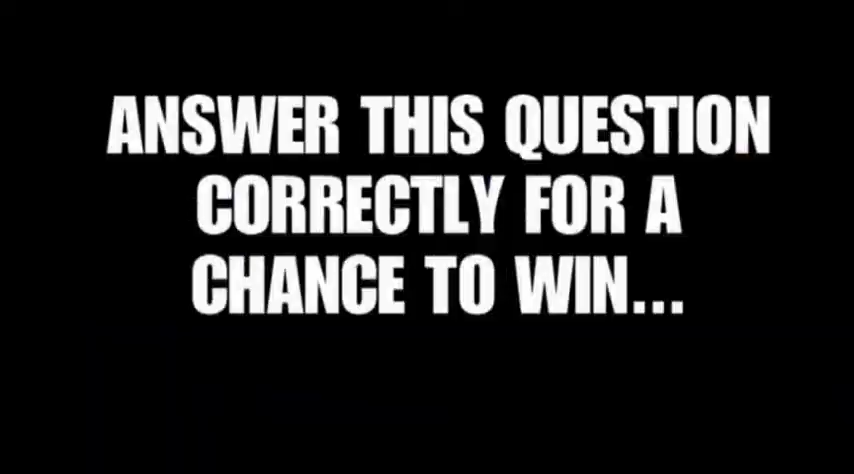 ANSWER THIS QUESTION
CORRECTLY FOR A
CHANCE TO WIN...